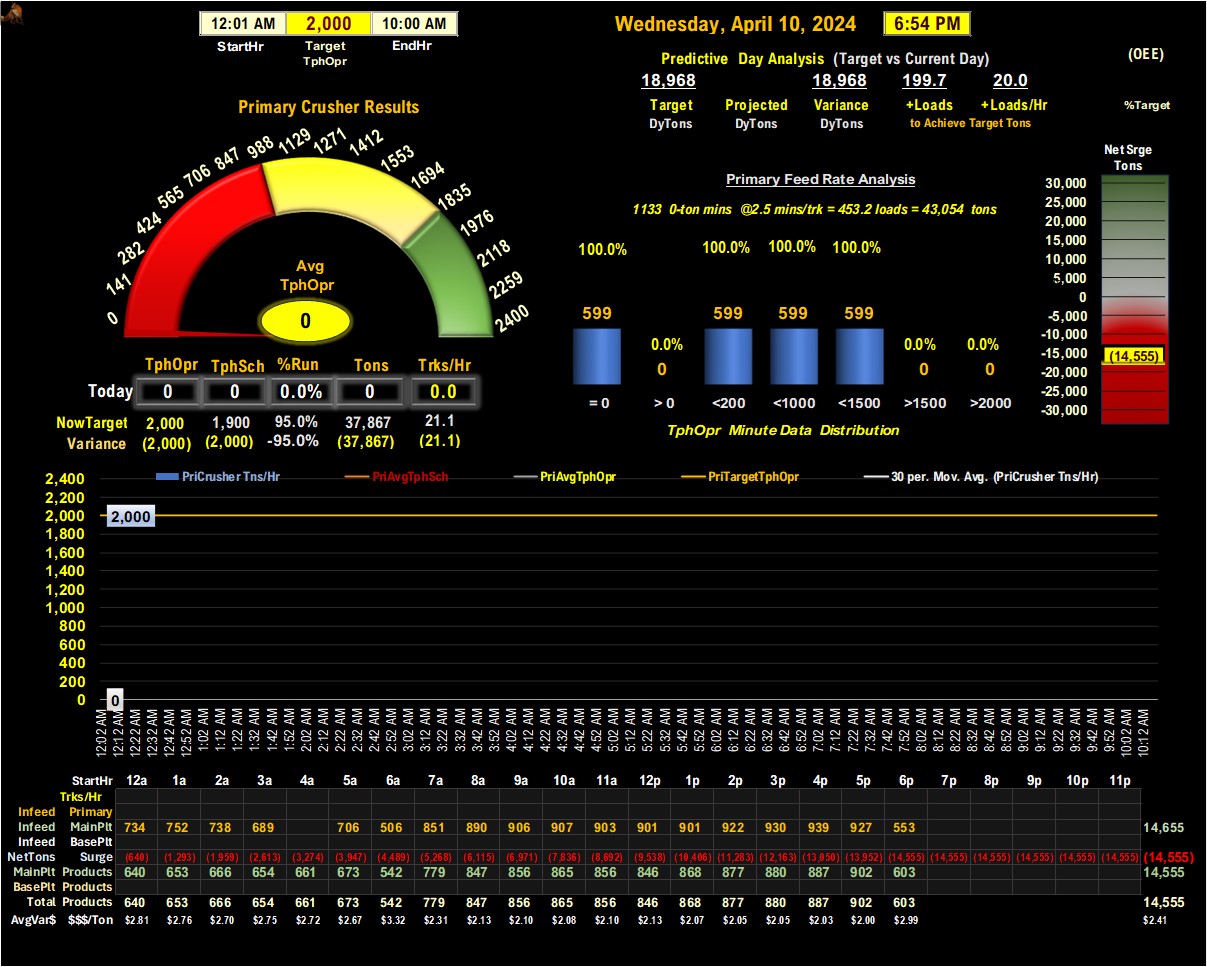 12:01 AM 2,000 10:00 AM
StartHr Target TphOpr EndHr
Wednesday, April 10, 2024 6:54 PM
Predictive Day Analysis (Target vs Current Day)
18,968 18,968 199.7 20.0
Target Projected Variance +Loads +Loads/Hr
DyTons DyTons DyTons to Achieve Target Tons
(OEE)
%Target
Primary Crusher Results
0 141 282 424 565 706 847 988 1129 1271 1412 1553 1694 1835 1976 2118 2259 2400
Avg
TphOpr
0
TphOpr TphSch %Run Tons Trks/Hr
Today 0 0 0.0% 0 0.0
NowTarget 2,000 1,900 95.0% 37,867 21.1
Variance (2,000) (2,000) -95.0% (37,867) (21.1)
Primary Feed Rate Analysis
1133 0-ton mins @2.5 mins/trk = 453.2 loads = 43,054 tons
100.0% 100.0% 100.0% 100.0%
599 599 599 599
0.0% 0.0% 0.0%
0 0 0
= 0 > 0 <200 <1000 <1500 >1500 >2000
TphOpr Minute Data Distribution
Net Srge
Tons
30,000
25,000
20,000
15,000
10,000
5,000
0
-5,000
-10,000
-15,000
-20,000
-25,000
-30,000
(14,555)
PriCrusher Tns/Hr PriAvgTphSch PriAvgTphOpr PriTargetTphOpr 30 per. Mov. Avg. (PriCrusher Tns/Hr)
2,400
2,200
2,000
1,800
1,600
1,400
1,200
1,000
800
600
400
200
0
2,000
0
12:02 AM 12:12 AM 12:22 AM 12:32 AM 12:42 AM 12:52 AM 1:02 AM 1:12 AM 1:22 AM 1:32 AM 1:42 AM 1:52 AM 2:02 AM 2:12 AM 2:22 AM 2:32 AM 2:42 AM 2:52 AM 3:02 AM 3:12 AM 3:22 AM 3:32 AM 3:42 AM 3:52 AM 4:02 AM 4:12 AM 4:22 AM 4:32 AM 4:42 AM 4:52 AM 5:02 AM 5:12 AM 5:22 AM 5:32 AM 5:42 AM 5:52 AM 6:02 AM 6:12 AM 6:22 AM 6:32 AM 6:42 AM 6:52 AM 7:02 AM 7:12 AM 7:22 AM 7:32 AM 7:42 AM 7:52 AM 8:02 AM 8:12 AM 8:22 AM 8:32 AM 8:42 AM 8:52 AM 9:02 AM 9:12 AM 9:22 AM 9:32 AM 9:42 AM 9:52 AM 10:02 AM 10:12 AM
StartHr 12a 1a 2a 3a 4a 5a 6a 7a 8a 9a 10a 11a 12p 1p 2p 3p 4p 5p 6p 7p 8p 9p 10p 11p
Trks/Hr
Infeed Primary
Infeed MainPlt 734 752 738 689 706 506 851 890 906 907 903 901 901 922 930 939 927 553 14,655
Infeed BasePlt
NetTons Surge (640) (1,293) (1,959) (2,613) (3,274) (3,947) (4,489) (5,268) (6,115) (6,971) (7,836) (8,692) (9,538) (10,406) (11,283) (12,163) (13,050) (13,952) (14,555) (14,555) (14,555) (14,555) (14,555) (14,555) (14,555)
MainPlt Products 640 653 666 654 661 673 542 779 847 856 865 856 846 868 877 880 887 902 603 14,555
BasePlt Products
Total Products 640 653 666 654 661 673 542 779 847 856 865 856 846 868 877 880 887 902 603 14,555
AvgVar$ $$$/Ton $2.81 $2.76 $2.70 $2.75 $2.72 $2.67 $3.32 $2.31 $2.13 $2.10 $2.08 $2.10 $2.13 $2.07 $2.05 $2.05 $2.03 $2.00 $2.99 $2.41